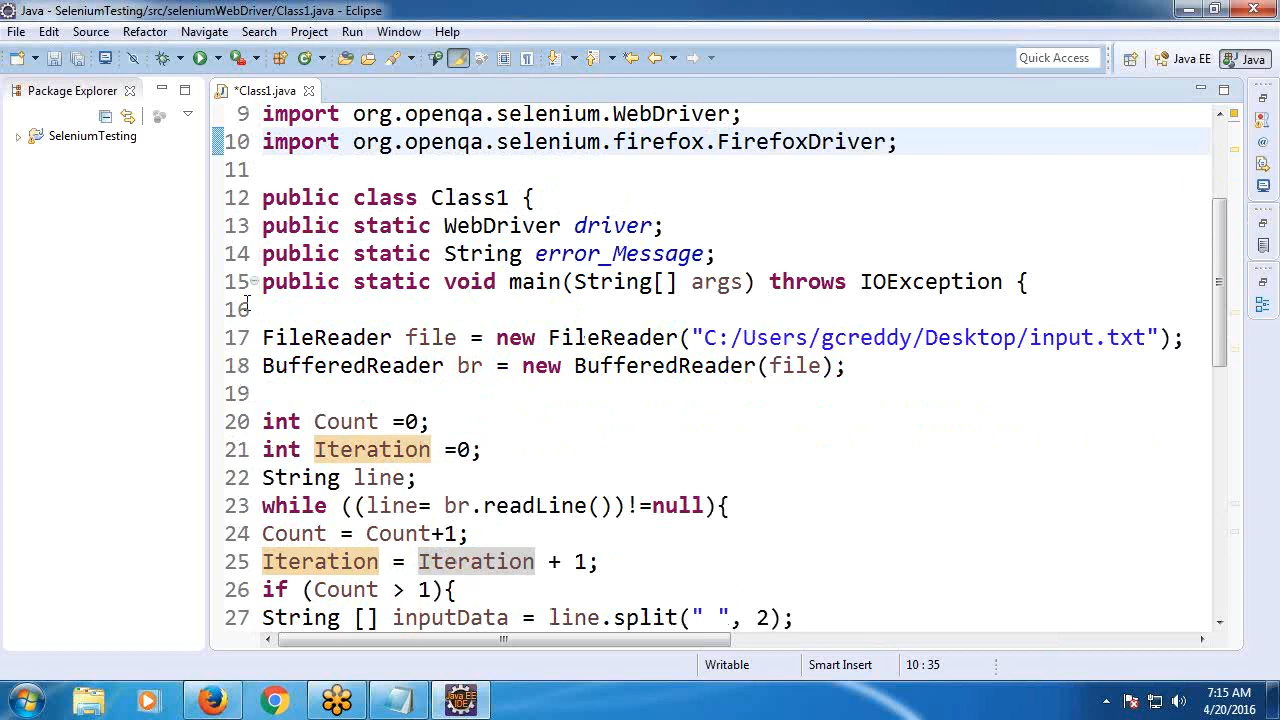 Java - SeleniumTesting/src/seleniumWebDriver/Class1.java - Eclipse
File Edit Source Refactor Navigate Search Project Run Window Help
Quick Access Java EE Java
Package Explorer
SeleniumTesting
*Class1.java
9 import org.openqa.selenium.WebDriver;
10 import org.openqa.selenium.firefox.FirefoxDriver;
11
12 public class Class1 {
13 public static WebDriver driver;
14 public static String error_Message;
15 public static void main(String[] args) throws IOException {
16
17 FileReader file = new FileReader("C:/Users/gcreddy/Desktop/input.txt");
18 BufferedReader br = new BufferedReader(file);
19
20 int Count =0;
21 int Iteration =0;
22 String line;
23 while ((line= br.readLine())!=null){
24 Count = Count+1;
25 Iteration = Iteration + 1;
26 if (Count > 1){
27 String [] inputData = line.split(" ", 2);
Writable Smart Insert 10 : 35
Java EE
IDE
7:15 AM
4/20/2016